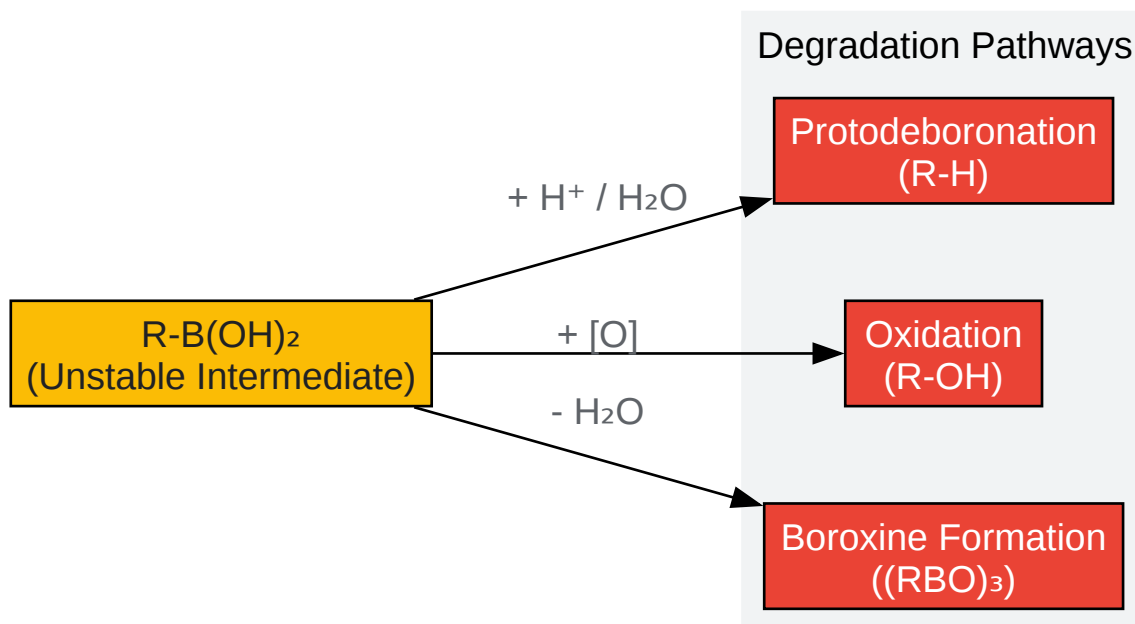 Degradation Pathways
Protodeboronation
(R-H)
+ H⁺ / H₂O
R-B(OH)₂
(Unstable Intermediate)
+ [O]
Oxidation
(R-OH)
- H₂O
Boroxine Formation
((RBO)₃)